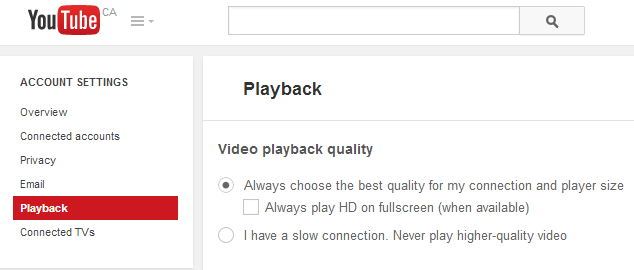 YouTube CA
ACCOUNT SETTINGS
Overview
Connected accounts
Privacy
Email
Playback
Connected TVs
Playback
Video playback quality
Always choose the best quality for my connection and player size
Always play HD on fullscreen (when available)
I have a slow connection. Never play higher-quality video